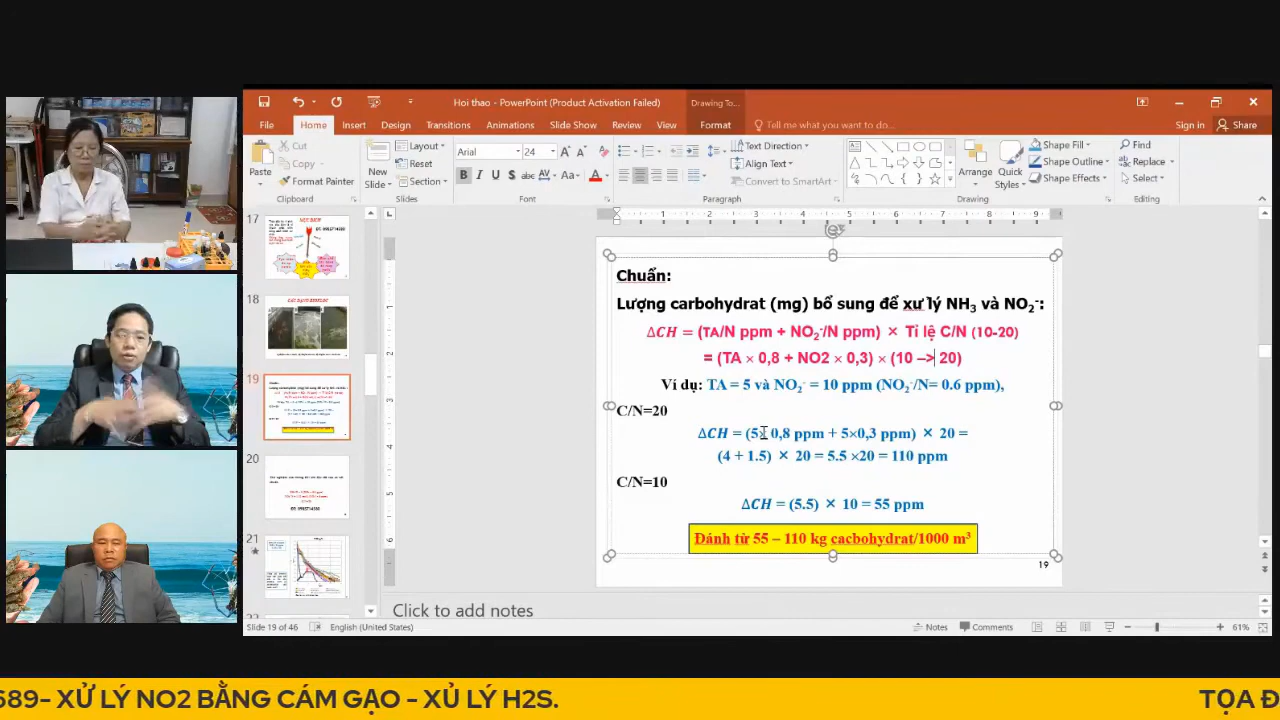 Hoi thao - PowerPoint (Product Activation Failed)
Drawing To...
File
Home
Insert
Design
Transitions
Animations
Slide Show
Review
View
Format
Tell me what you want to do...
Sign in
Share
Paste
Cut
Copy
Format Painter
Clipboard
New
Slide
Layout
Reset
Section
Slides
Arial
24
B I U S abc AV Aa A
Font
Text Direction
Align Text
Convert to SmartArt
Paragraph
Arrange
Quick
Styles
Shape Fill
Shape Outline
Shape Effects
Drawing
Find
Replace
Select
Editing
17
18
19
20
21
Chuẩn:
Lượng carbohydrat (mg) bổ sung để xư lý NH₃ và NO₂⁻:
ΔCH = (TA/N ppm + NO₂⁻/N ppm) × Tỉ lệ C/N (10-20)
= (TA × 0,8 + NO2 × 0,3) × (10 –> 20)
Ví dụ: TA = 5 và NO₂⁻ = 10 ppm (NO₂⁻/N= 0.6 ppm),
C/N=20
ΔCH = (5× 0,8 ppm + 5×0,3 ppm) × 20 =
(4 + 1.5) × 20 = 5.5 ×20 = 110 ppm
C/N=10
ΔCH = (5.5) × 10 = 55 ppm
Đánh từ 55 – 110 kg cacbohydrat/1000 m³
19
Click to add notes
Slide 19 of 46
English (United States)
Notes
Comments
61%
689- XỬ LÝ NO2 BẰNG CÁM GẠO - XỦ LÝ H2S.
TỌA Đ